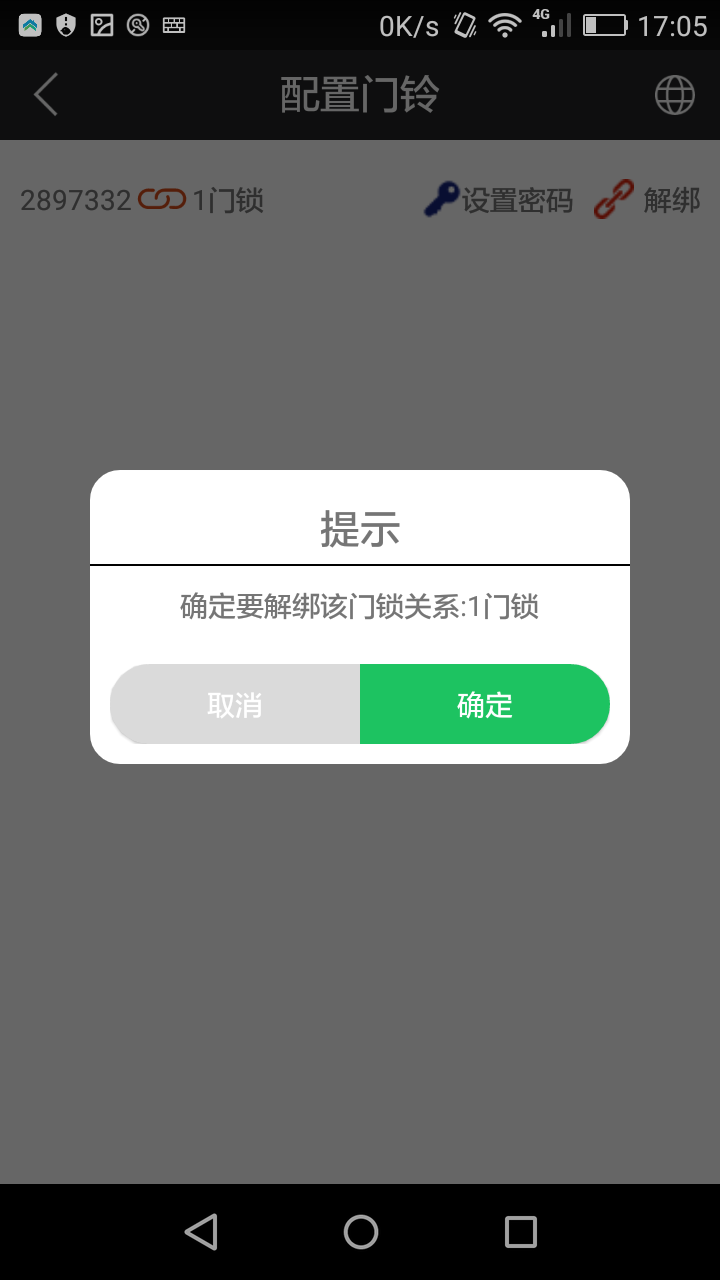 0K/s 4G 17:05
配置门铃
2897332 1门锁 设置密码 解绑
提示
确定要解绑该门锁关系:1门锁
取消 确定